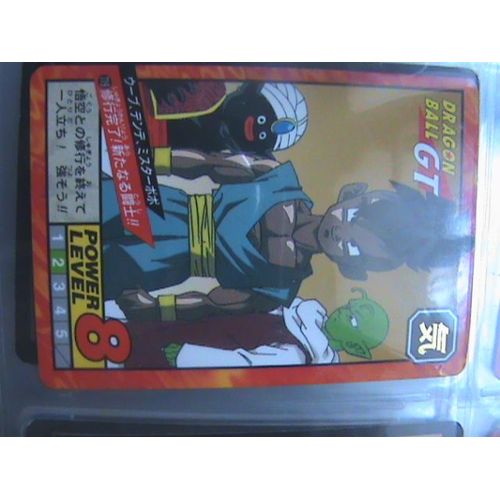 DRAGON
BALL
GT
気
ウーブ、デンデ、ミスターポポ
修行完了! 新たなる闘士!!
悟空との修行を終えて
一人立ち! 強そう!!
POWER
LEVEL
8
1 2 3 4 5